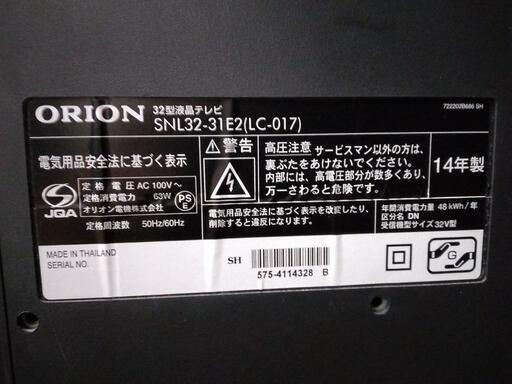 ORION 32型液晶テレビ
SNL32-31E2(LC-017)
722202B686 SH
電気用品安全法に基づく表示
JQA
定格電圧 AC 100V～
定格消費電力 63W
オリオン電機株式会社
定格周波数 50Hz/60Hz
PS
E
警告
高圧注意 サービスマン以外の方は、
裏ぶたをあけないでください。
高電圧部分が数多くあり、
万一さわると危険です。
14年製
電気用品安全法に基づく表示を改変したり、
削除すると違反になります。
年間消費電力量 48 kWh/年
区分名 DN
受信機型サイズ 32V型
MADE IN THAILAND
SERIAL NO.
SH
575-4114328 B
G